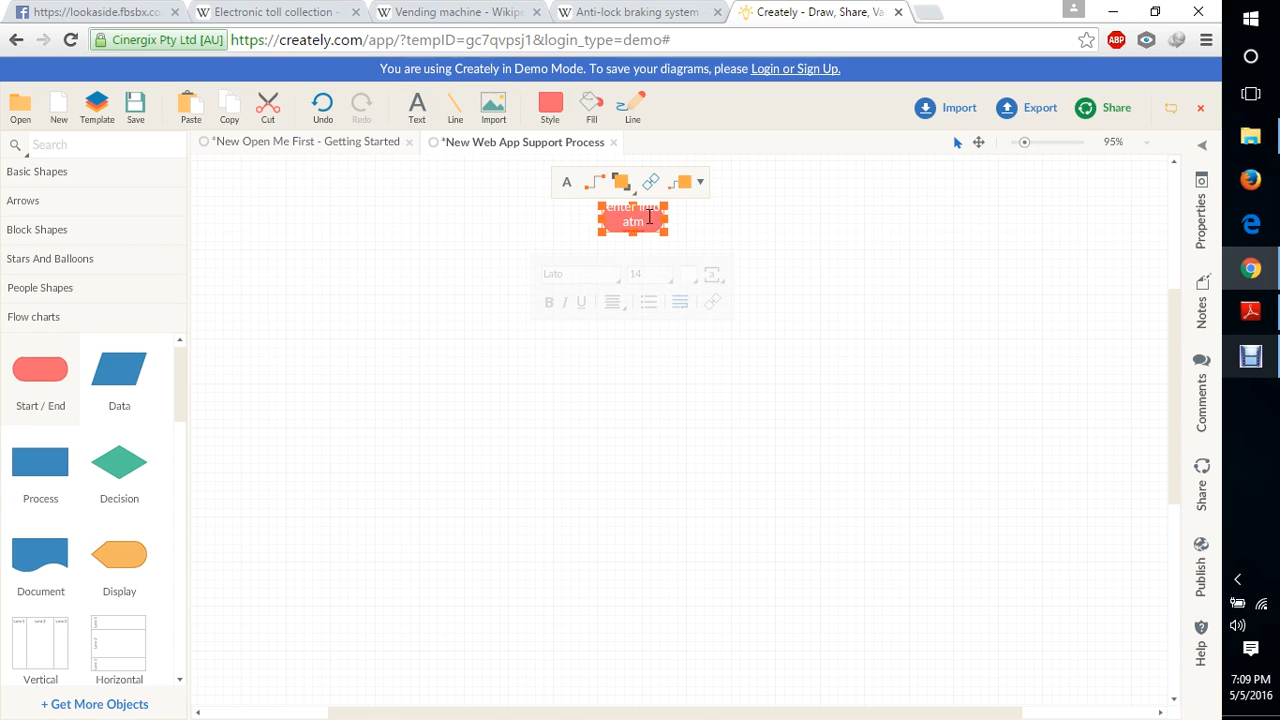 https://lookaside.fbsbx.co
Electronic toll collection -
Vending machine - Wikipe
Anti-lock braking system
Creately - Draw, Share, Va
Cinergix Pty Ltd [AU]
https://creately.com/app/?tempID=gc7gvpsj1&login_type=demo#
ABP
You are using Creately in Demo Mode. To save your diagrams, please Login or Sign Up.
Open
New
Template
Save
Paste
Copy
Cut
Undo
Redo
Text
Line
Import
Style
Fill
Line
Import
Export
Share
Search
*New Open Me First - Getting Started
*New Web App Support Process
95%
Basic Shapes
Arrows
Block Shapes
Stars And Balloons
People Shapes
Flow charts
Start / End
Data
Process
Decision
Document
Display
Vertical
Horizontal
+ Get More Objects
A
enter into
atm
Lato
14
B I U
Properties
Notes
Comments
Share
Publish
Help
7:09 PM
5/5/2016